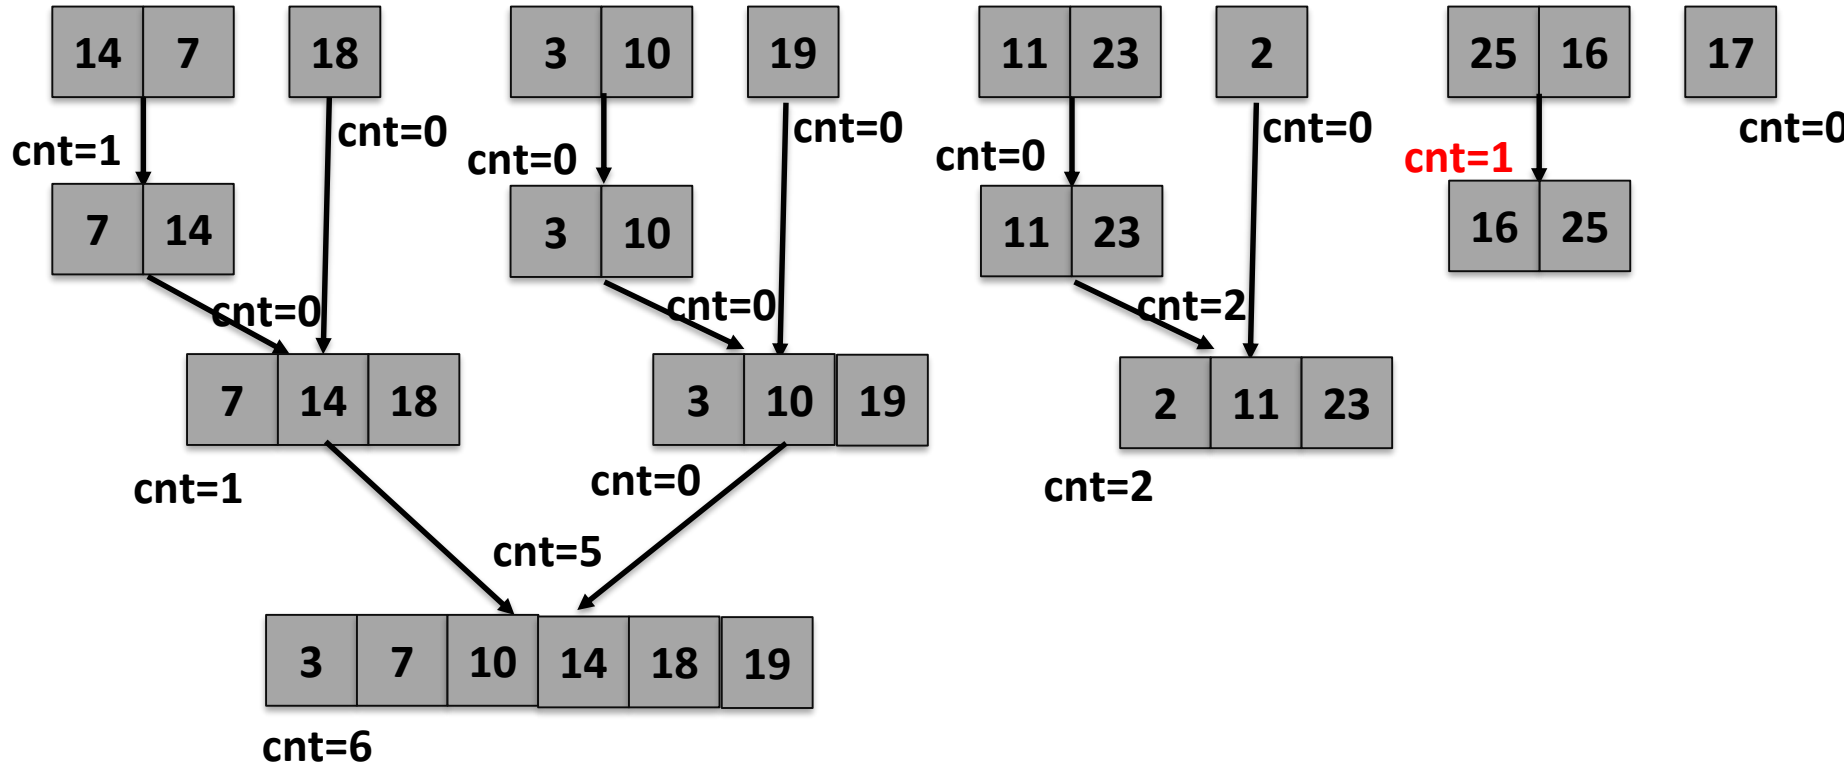 14 7 18 3 10 19 11 23 2 25 16 17
cnt=1 cnt=0 cnt=0 cnt=0 cnt=0 cnt=0 cnt=1 cnt=0
7 14 3 10 11 23 16 25
cnt=0 cnt=0 cnt=2
7 14 18 3 10 19 2 11 23
cnt=1 cnt=0 cnt=2
cnt=5
3 7 10 14 18 19
cnt=6